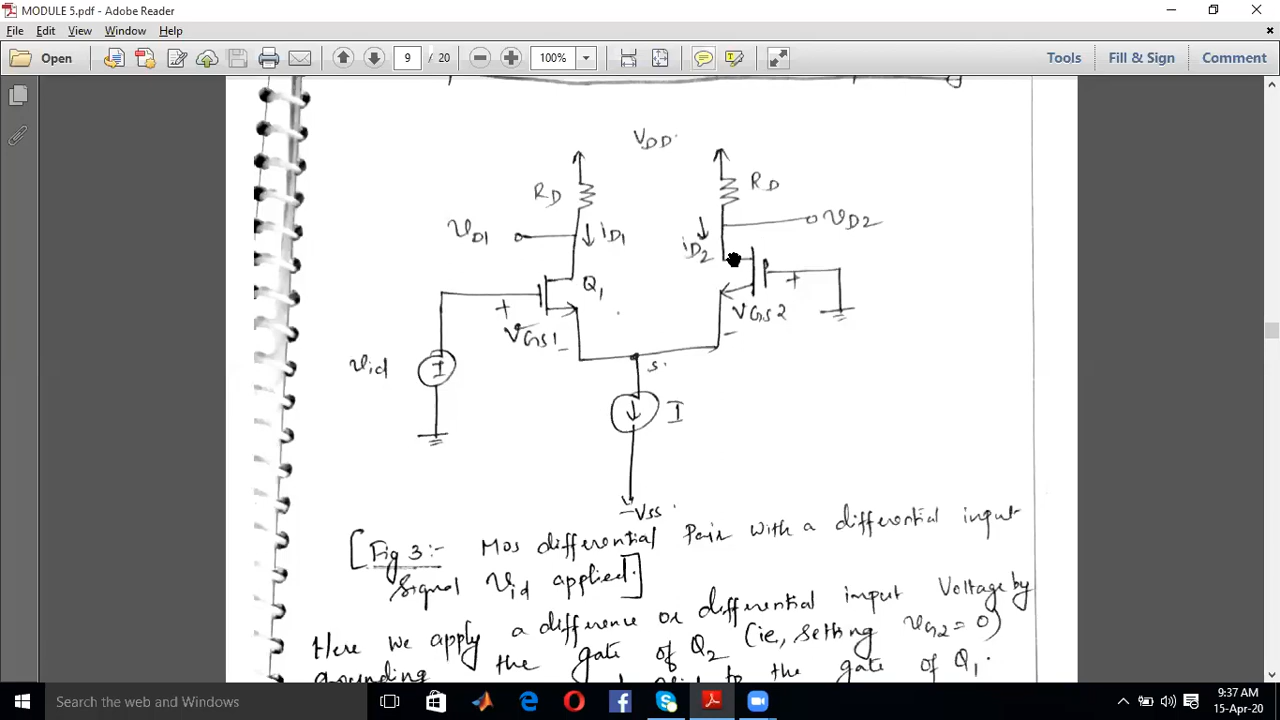 MODULE 5.pdf - Adobe Reader
File Edit View Window Help
Open 9 / 20 100% Tools Fill & Sign Comment
VDD
RD RD
VD1 iD1 iD2 VD2
Q1
+ VGS1 - + VGS2 -
Vid I
S
I
-VSS
[Fig 3:- Mos differential Pair with a differential input
Signal Vid applied]
Here we apply a difference or differential input Voltage by
grounding the gate of Q2 (ie., setting VG2 = 0)
to the gate of Q1.
Search the web and Windows
9:37 AM
15-Apr-20